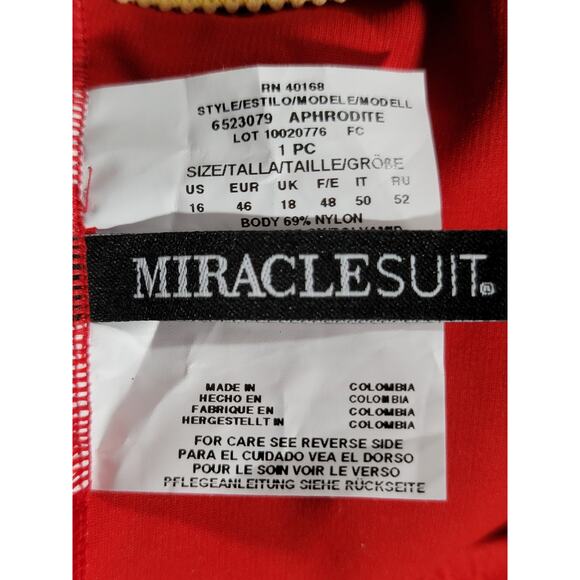 RN 40168
STYLE/ESTILO/MODELE/MODELL
6523079 APHRODITE
LOT 10020776 FC
1 PC
SIZE/TALLA/TAILLE/GRÖßE
US EUR UK F/E IT RU
16 46 18 48 50 52
BODY 69% NYLON
MIRACLESUIT®
MADE IN COLOMBIA
HECHO EN COLOMBIA
FABRIQUE EN COLOMBIA
HERGESTELLT IN COLOMBIA
FOR CARE SEE REVERSE SIDE
PARA EL CUIDADO VEA EL DORSO
POUR LE SOIN VOIR LE VERSO
PFLEGEANLEITUNG SIEHE RÜCKSEITE